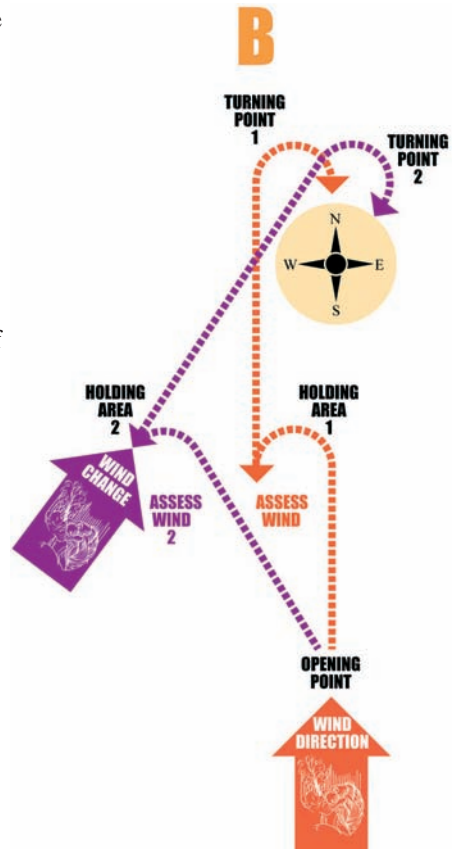 e
B
TURNING
POINT
1
TURNING
POINT
2
N
W
E
S
f
HOLDING
AREA
2
HOLDING
AREA
1
WIND
CHANGE
ASSESS
WIND
2
ASSESS
WIND
OPENING
POINT
WIND
DIRECTION